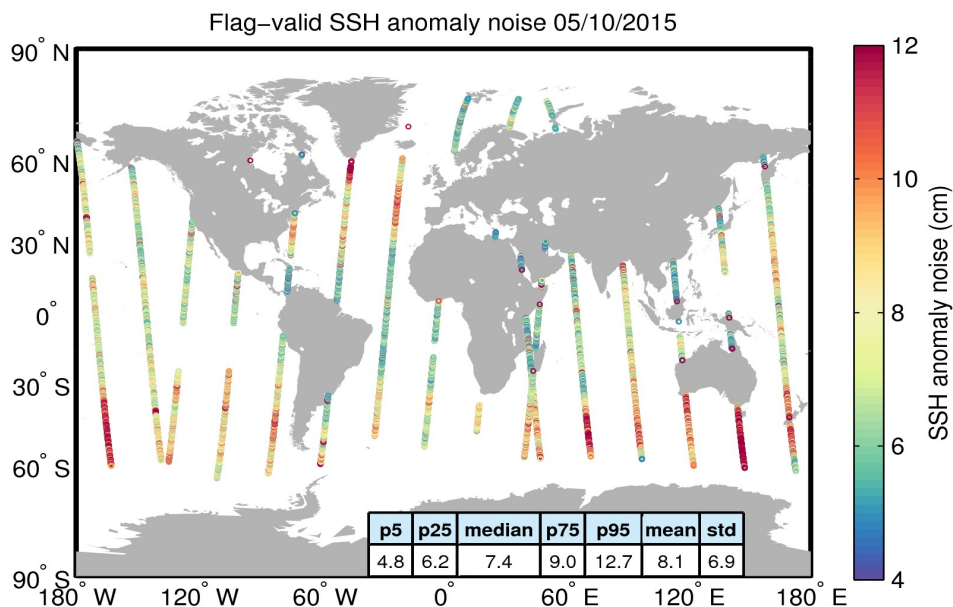 Flag−valid SSH anomaly noise 05/10/2015
90° N
60° N
30° N
0°
30° S
60° S
90° S
180° W
120° W
60° W
0°
60° E
120° E
180° E
p5 p25 median p75 p95 mean std
4.8 6.2 7.4 9.0 12.7 8.1 6.9
12
10
8
6
4
SSH anomaly noise (cm)